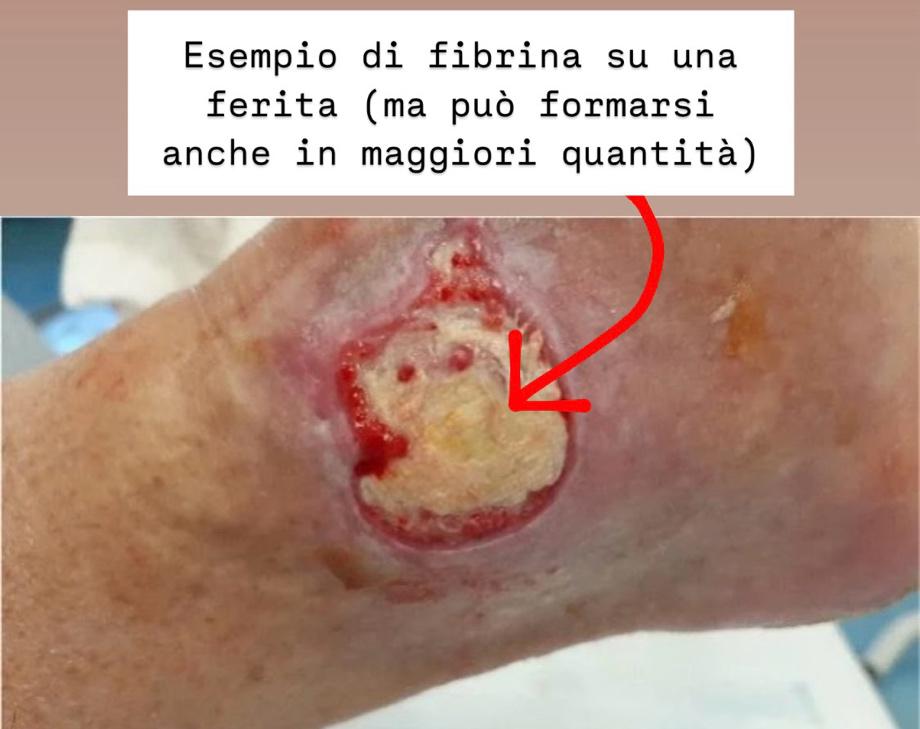 Esempio di fibrina su una
ferita (ma può formarsi
anche in maggiori quantità)